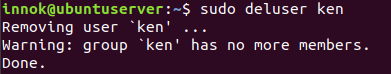 innok@ubuntuserver:~$ sudo deluser ken
Removing user `ken' ...
Warning: group `ken' has no more members.
Done.